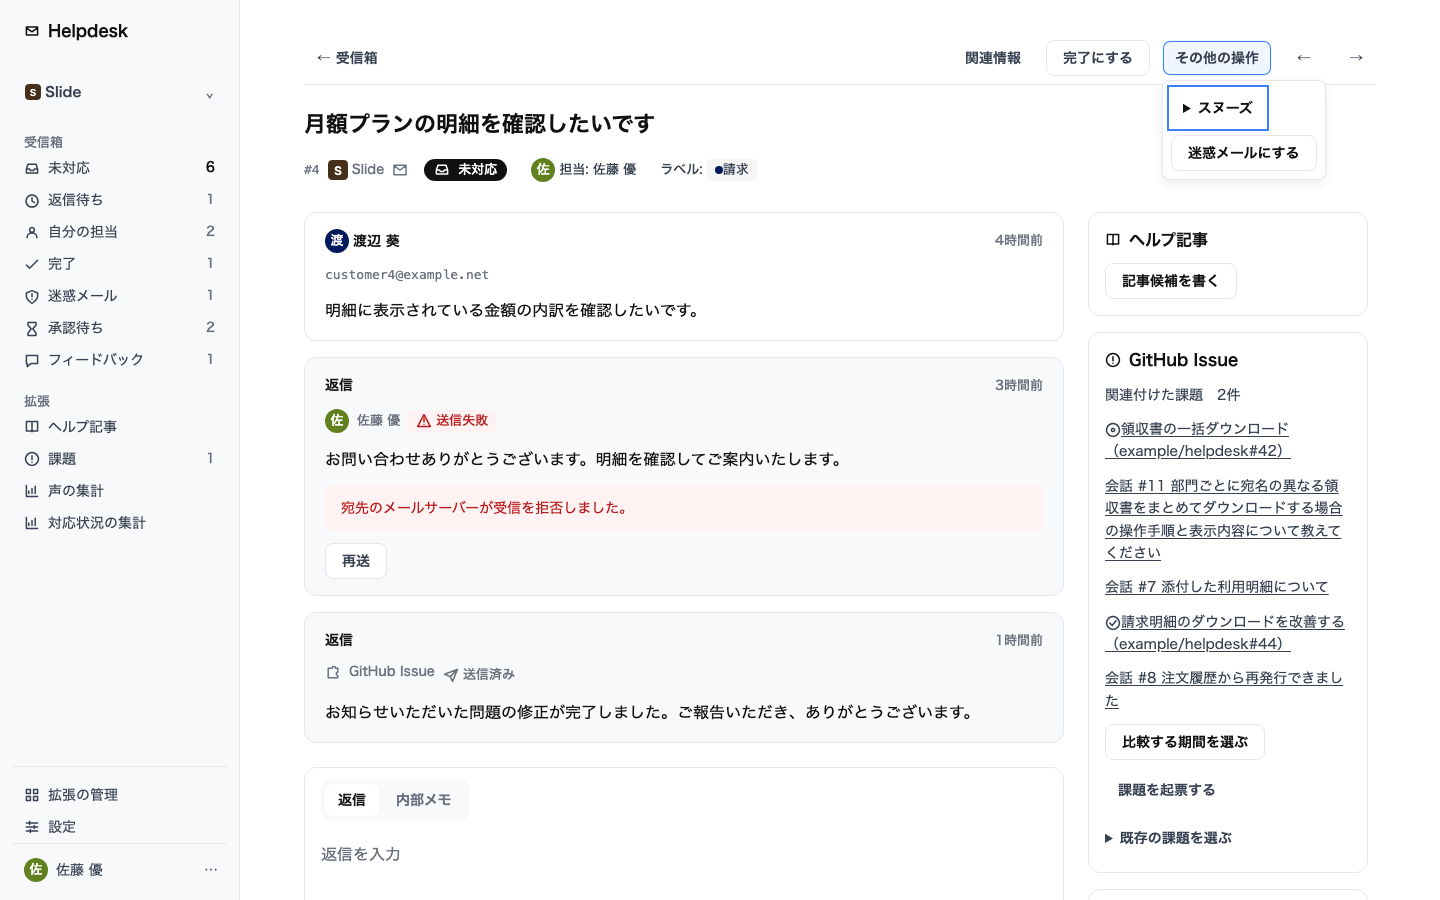 Helpdesk
S Slide
受信箱
未対応 6
返信待ち 1
自分の担当 2
完了 1
迷惑メール 1
承認待ち 2
フィードバック 1
拡張
ヘルプ記事
課題 1
声の集計
対応状況の集計
拡張の管理
設定
佐 佐藤 優 …
← 受信箱
関連情報
完了にする
その他の操作
←
→
▶ スヌーズ
迷惑メールにする
月額プランの明細を確認したいです
#4 S Slide 未対応 佐 担当: 佐藤 優 ラベル: 請求
渡 渡辺 葵 4時間前
customer4@example.net
明細に表示されている金額の内訳を確認したいです。
返信 3時間前
佐 佐藤 優 送信失敗
お問い合わせありがとうございます。明細を確認してご案内いたします。
宛先のメールサーバーが受信を拒否しました。
再送
返信 1時間前
GitHub Issue 送信済み
お知らせいただいた問題の修正が完了しました。ご報告いただき、ありがとうございます。
返信 内部メモ
返信を入力
ヘルプ記事
記事候補を書く
GitHub Issue
関連付けた課題 2件
領収書の一括ダウンロード
（example/helpdesk#42）
会話 #11 部門ごとに宛名の異なる領
収書をまとめてダウンロードする場合
の操作手順と表示内容について教えて
ください
会話 #7 添付した利用明細について
請求明細のダウンロードを改善する
（example/helpdesk#44）
会話 #8 注文履歴から再発行できまし
た
比較する期間を選ぶ
課題を起票する
▶ 既存の課題を選ぶ